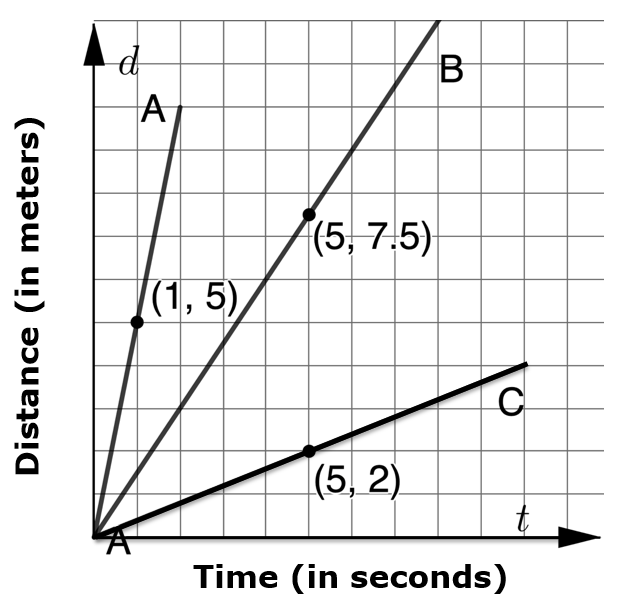 d
B
A
(5, 7.5)
(1, 5)
C
(5, 2)
t
A
Distance (in meters)
Time (in seconds)